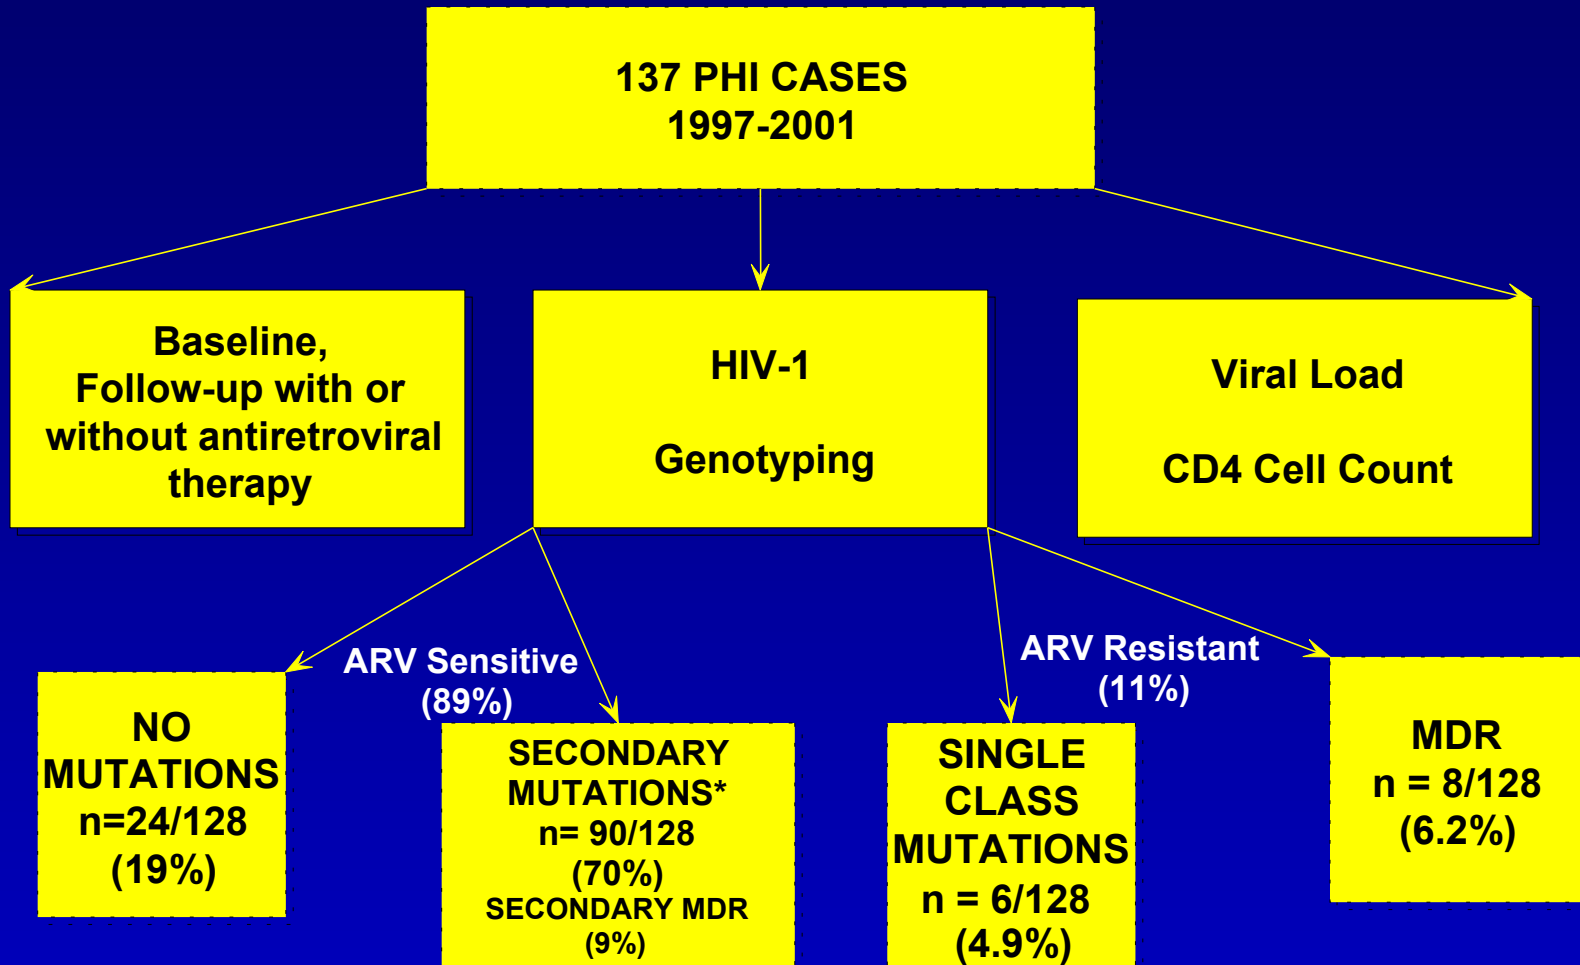 137 PHI CASES
1997-2001
Baseline,
Follow-up with or
without antiretroviral
therapy
HIV-1
Genotyping
Viral Load
CD4 Cell Count
ARV Sensitive
(89%)
ARV Resistant
(11%)
NO
MUTATIONS
n=24/128
(19%)
SECONDARY
MUTATIONS*
n= 90/128
(70%)
SECONDARY MDR
(9%)
SINGLE
CLASS
MUTATIONS
n = 6/128
(4.9%)
MDR
n = 8/128
(6.2%)